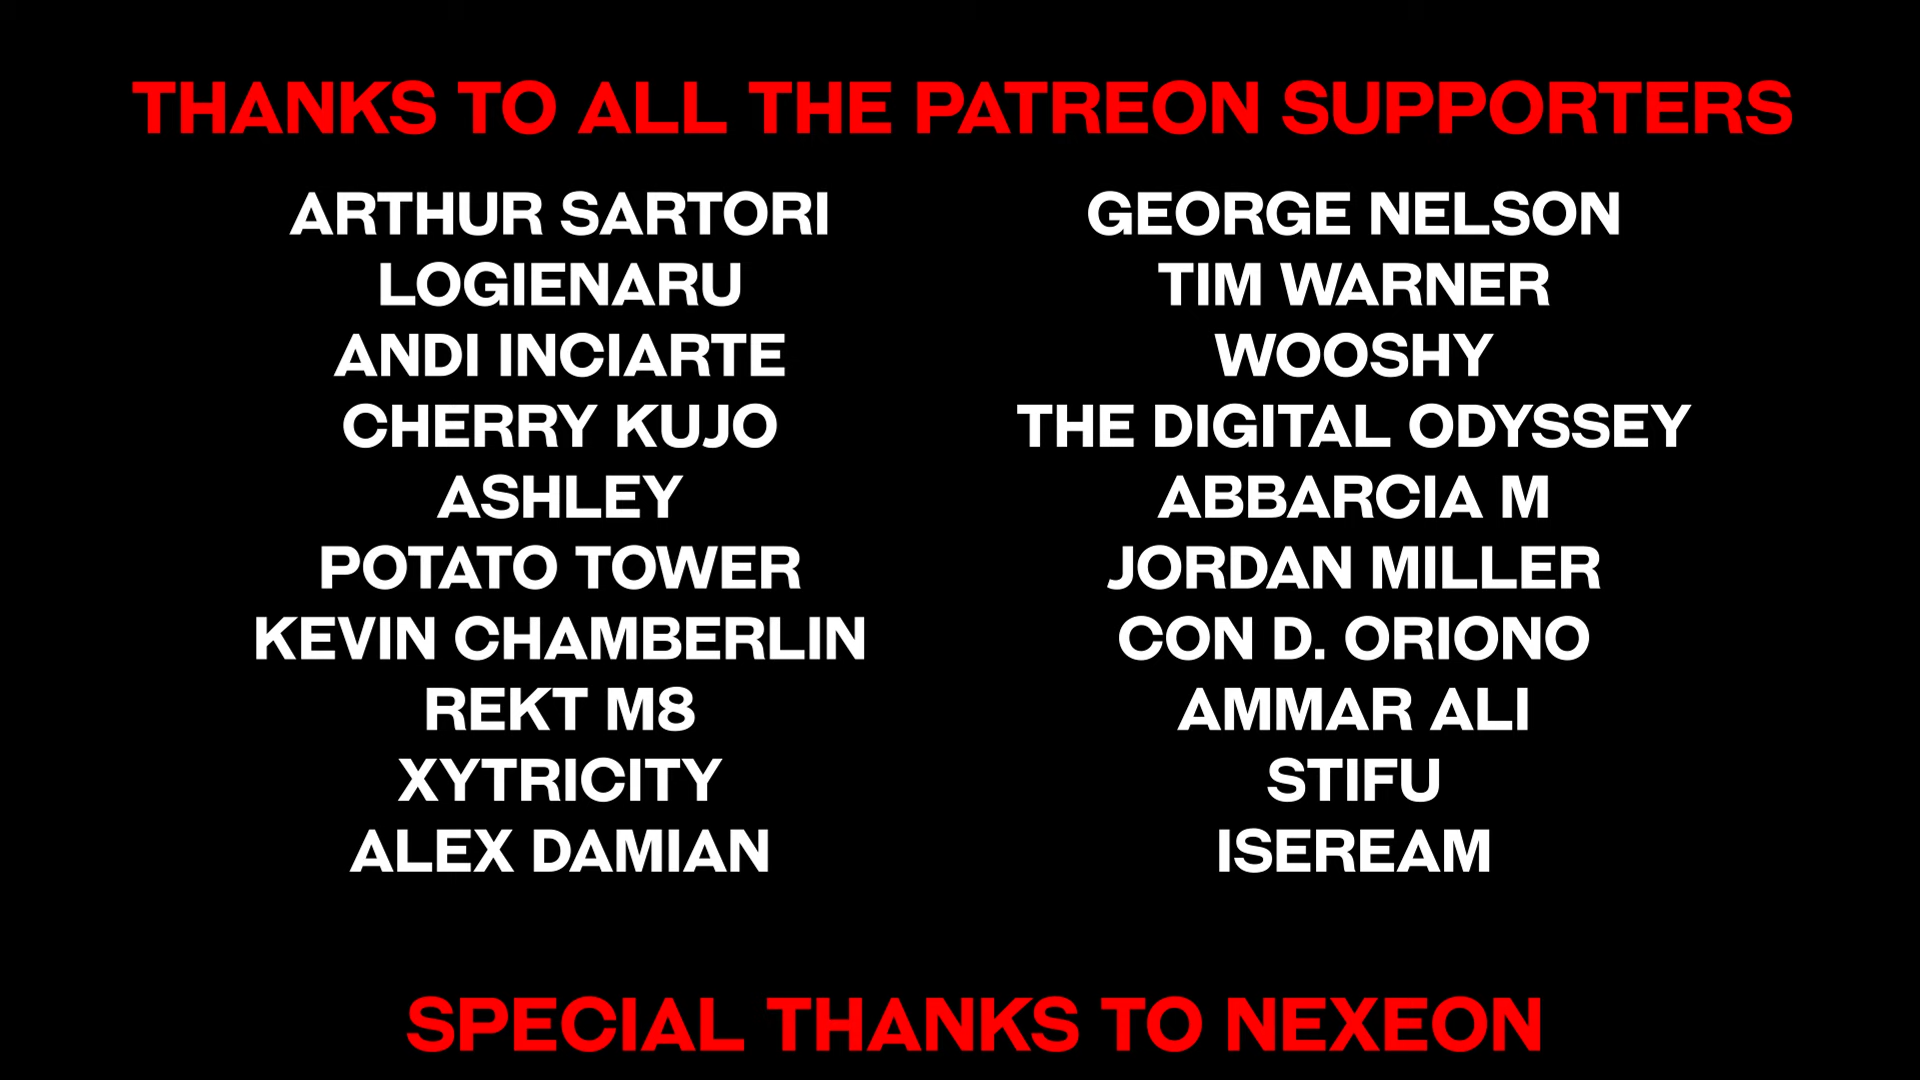 THANKS TO ALL THE PATREON SUPPORTERS
ARTHUR SARTORI
LOGIENARU
ANDI INCIARTE
CHERRY KUJO
ASHLEY
POTATO TOWER
KEVIN CHAMBERLIN
REKT M8
XYTRICITY
ALEX DAMIAN
GEORGE NELSON
TIM WARNER
WOOSHY
THE DIGITAL ODYSSEY
ABBARCIA M
JORDAN MILLER
CON D. ORIONO
AMMAR ALI
STIFU
ISEREAM
SPECIAL THANKS TO NEXEON